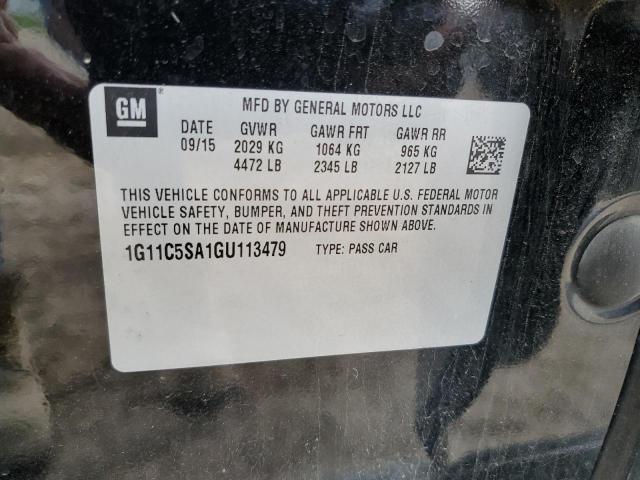 GM
MFD BY GENERAL MOTORS LLC
DATE GVWR GAWR FRT GAWR RR
09/15 2029 KG 1064 KG 965 KG
4472 LB 2345 LB 2127 LB
THIS VEHICLE CONFORMS TO ALL APPLICABLE U.S. FEDERAL MOTOR
VEHICLE SAFETY, BUMPER, AND THEFT PREVENTION STANDARDS IN
EFFECT ON THE DATE OF MANUFACTURE SHOWN ABOVE.
1G11C5SA1GU113479 TYPE: PASS CAR